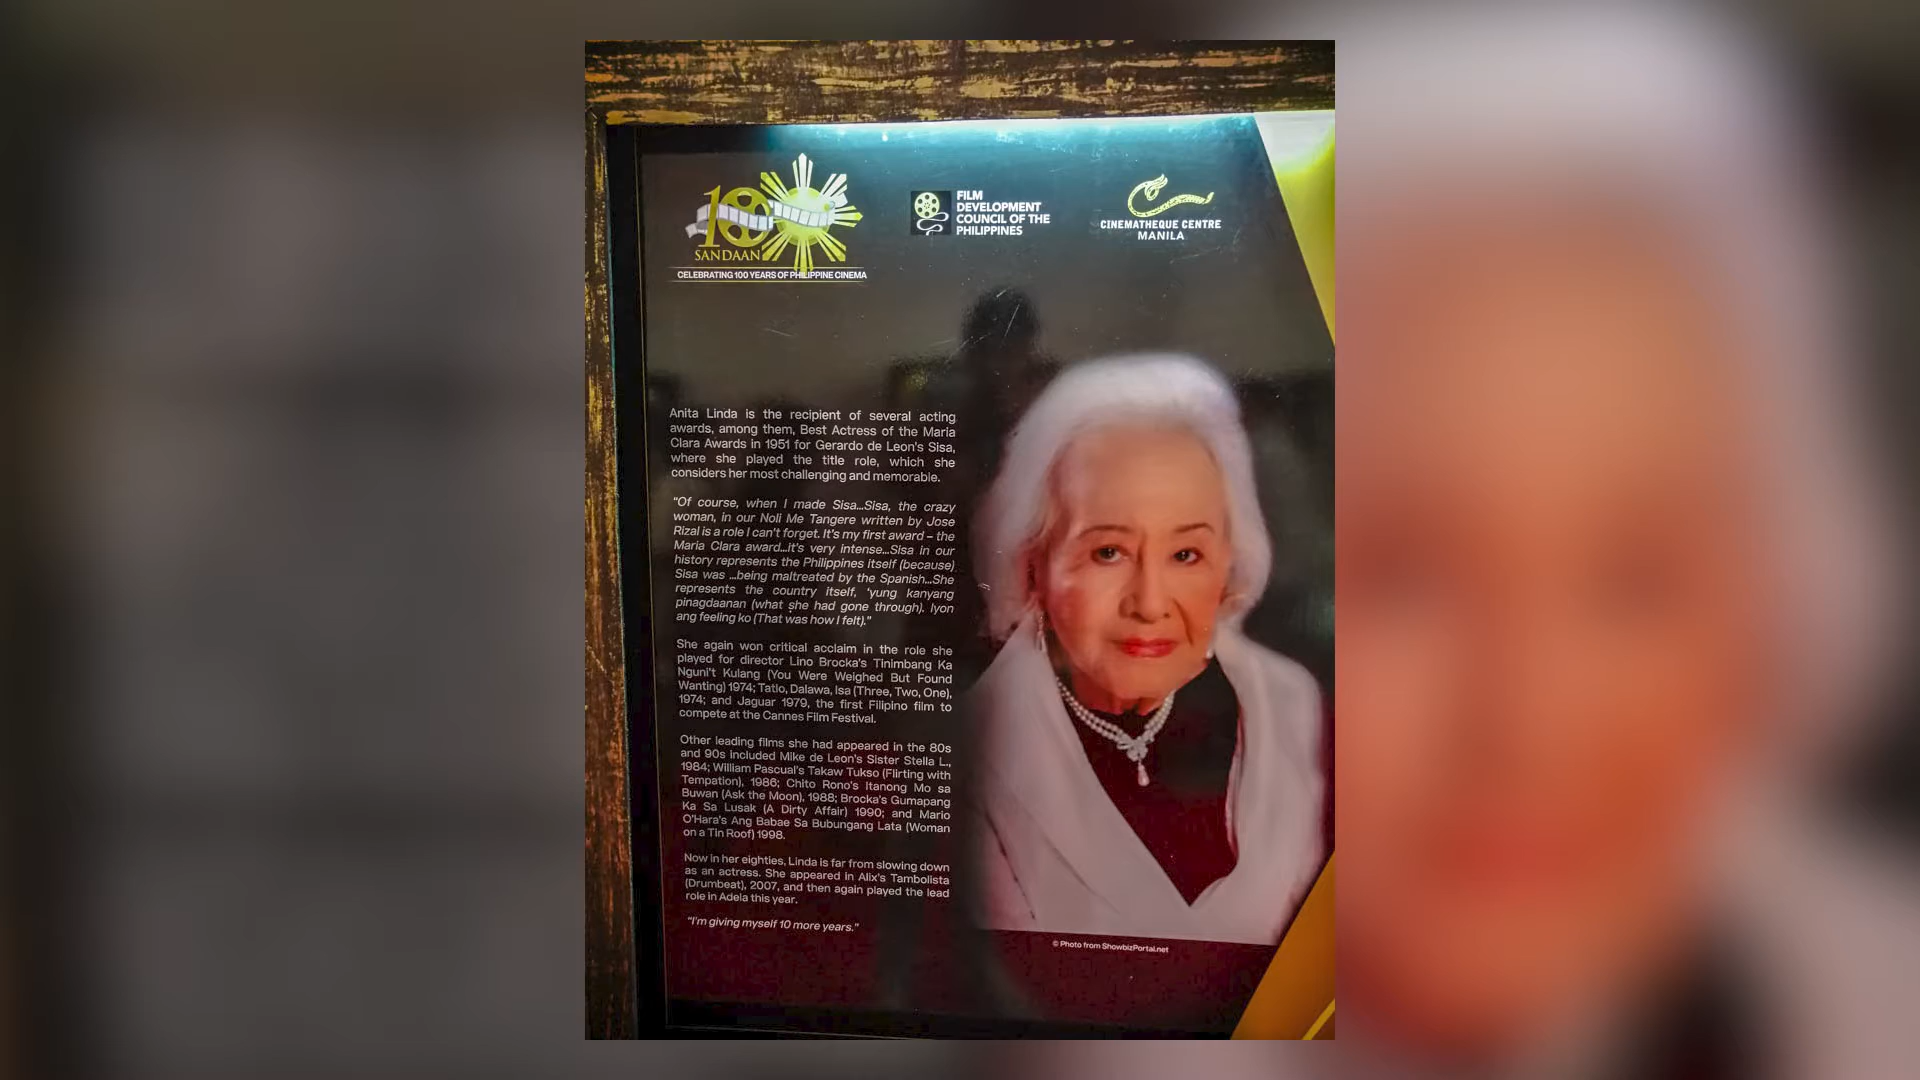 100
SANDAAN
CELEBRATING 100 YEARS OF PHILIPPINE CINEMA
FILM
DEVELOPMENT
COUNCIL OF THE
PHILIPPINES
CINEMATHEQUE CENTRE
MANILA
Anita Linda is the recipient of several acting
awards, among them, Best Actress of the Maria
Clara Awards in 1951 for Gerardo de Leon's Sisa,
where she played the title role, which she
considers her most challenging and memorable.
"Of course, when I made Sisa...Sisa, the crazy
woman, in our Noli Me Tangere written by Jose
Rizal is a role I can't forget. It's my first award – the
Maria Clara award...it's very intense...Sisa in our
history represents the Philippines itself (because)
Sisa was ...being maltreated by the Spanish...She
represents the country itself, 'yung kanyang
pinagdaanan (what she had gone through). Iyon
ang feeling ko (That was how I felt)."
She again won critical acclaim in the role she
played for director Lino Brocka's Tinimbang Ka
Nguni't Kulang (You Were Weighed But Found
Wanting) 1974; Tatlo, Dalawa, Isa (Three, Two, One),
1974; and Jaguar 1979, the first Filipino film to
compete at the Cannes Film Festival.
Other leading films she had appeared in the 80s
and 90s included Mike de Leon's Sister Stella L.,
1984; William Pascual's Takaw Tukso (Flirting with
Tempation), 1986; Chito Rono's Itanong Mo sa
Buwan (Ask the Moon), 1988; Brocka's Gumapang
Ka Sa Lusak (A Dirty Affair) 1990; and Mario
O'Hara's Ang Babae Sa Bubungang Lata (Woman
on a Tin Roof) 1998.
Now in her eighties, Linda is far from slowing down
as an actress. She appeared in Alix's Tambolista
(Drumbeat), 2007, and then again played the lead
role in Adela this year.
"I'm giving myself 10 more years."
© Photo from ShowbizPortal.net